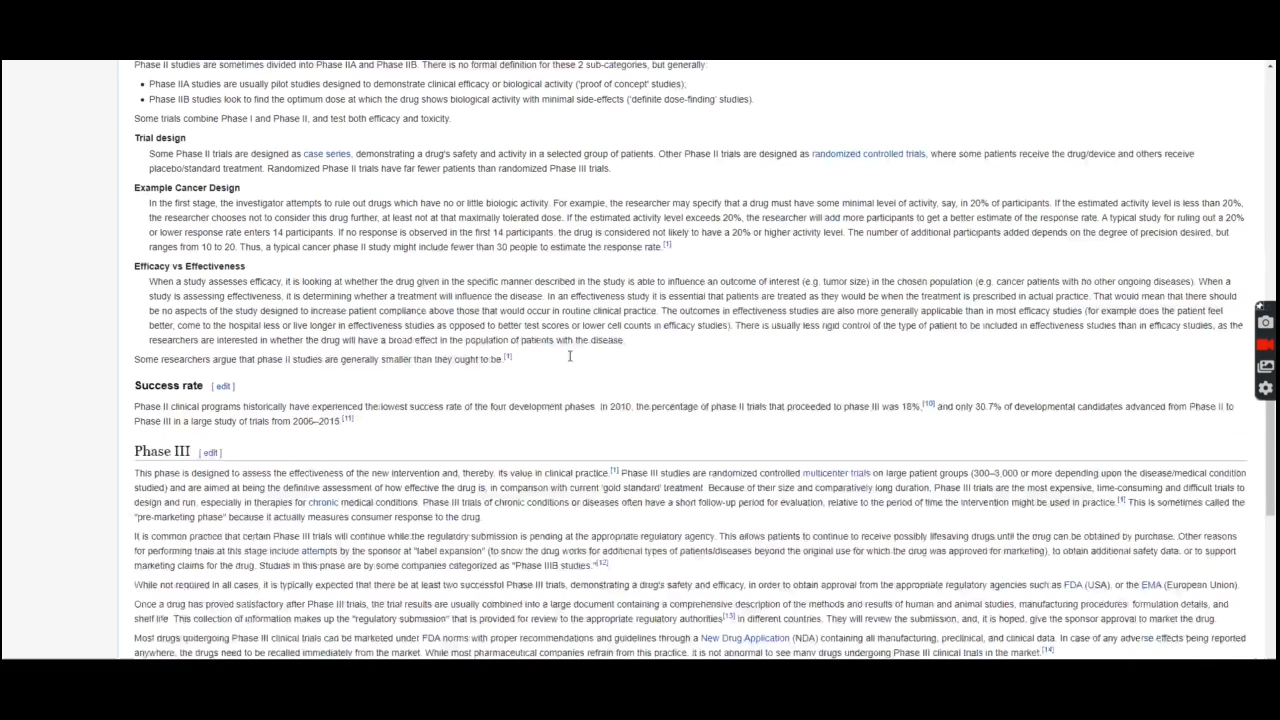 Phase II studies are sometimes divided into Phase IIA and Phase IIB. There is no formal definition for these 2 sub-categories, but generally:
• Phase IIA studies are usually pilot studies designed to demonstrate clinical efficacy or biological activity ('proof of concept' studies);
• Phase IIB studies look to find the optimum dose at which the drug shows biological activity with minimal side-effects ('definite dose-finding' studies).
Some trials combine Phase I and Phase II, and test both efficacy and toxicity.
Trial design
Some Phase II trials are designed as case series, demonstrating a drug's safety and activity in a selected group of patients. Other Phase II trials are designed as randomized controlled trials, where some patients receive the drug/device and others receive
placebo/standard treatment. Randomized Phase II trials have far fewer patients than randomized Phase III trials.
Example Cancer Design
In the first stage, the investigator attempts to rule out drugs which have no or little biologic activity. For example, the researcher may specify that a drug must have some minimal level of activity, say, in 20% of participants. If the estimated activity level is less than 20%,
the researcher chooses not to consider this drug further, at least not at that maximally tolerated dose. If the estimated activity level exceeds 20%, the researcher will add more participants to get a better estimate of the response rate. A typical study for ruling out a 20%
or lower response rate enters 14 participants. If no response is observed in the first 14 participants, the drug is considered not likely to have a 20% or higher activity level. The number of additional participants added depends on the degree of precision desired, but
ranges from 10 to 20. Thus, a typical cancer phase II study might include fewer than 30 people to estimate the response rate.[1]
Efficacy vs Effectiveness
When a study assesses efficacy, it is looking at whether the drug given in the specific manner described in the study is able to influence an outcome of interest (e.g. tumor size) in the chosen population (e.g. cancer patients with no other ongoing diseases). When a
study is assessing effectiveness, it is determining whether a treatment will influence the disease. In an effectiveness study it is essential that patients are treated as they would be when the treatment is prescribed in actual practice. That would mean that there should
be no aspects of the study designed to increase patient compliance above those that would occur in routine clinical practice. The outcomes in effectiveness studies are also more generally applicable than in most efficacy studies (for example does the patient feel
better, come to the hospital less or live longer in effectiveness studies as opposed to better test scores or lower cell counts in efficacy studies). There is usually less rigid control of the type of patient to be included in effectiveness studies than in efficacy studies, as the
researchers are interested in whether the drug will have a broad effect in the population of patients with the disease.
Some researchers argue that phase II studies are generally smaller than they ought to be.[1]
Success rate [ edit ]
Phase II clinical programs historically have experienced the lowest success rate of the four development phases. In 2010, the percentage of phase II trials that proceeded to phase III was 18%,[10] and only 30.7% of developmental candidates advanced from Phase II to
Phase III in a large study of trials from 2006–2015.[11]
Phase III [ edit ]
This phase is designed to assess the effectiveness of the new intervention and, thereby, its value in clinical practice.[1] Phase III studies are randomized controlled multicenter trials on large patient groups (300–3,000 or more depending upon the disease/medical condition
studied) and are aimed at being the definitive assessment of how effective the drug is, in comparison with current 'gold standard' treatment. Because of their size and comparatively long duration, Phase III trials are the most expensive, time-consuming and difficult trials to
design and run, especially in therapies for chronic medical conditions. Phase III trials of chronic conditions or diseases often have a short follow-up period for evaluation, relative to the period of time the intervention might be used in practice.[1] This is sometimes called the
"pre-marketing phase" because it actually measures consumer response to the drug.
It is common practice that certain Phase III trials will continue while the regulatory submission is pending at the appropriate regulatory agency. This allows patients to continue to receive possibly lifesaving drugs until the drug can be obtained by purchase. Other reasons
for performing trials at this stage include attempts by the sponsor at "label expansion" (to show the drug works for additional types of patients/diseases beyond the original use for which the drug was approved for marketing), to obtain additional safety data, or to support
marketing claims for the drug. Studies in this phase are by some companies categorized as "Phase IIIB studies."[12]
While not required in all cases, it is typically expected that there be at least two successful Phase III trials, demonstrating a drug's safety and efficacy, in order to obtain approval from the appropriate regulatory agencies such as FDA (USA), or the EMA (European Union).
Once a drug has proved satisfactory after Phase III trials, the trial results are usually combined into a large document containing a comprehensive description of the methods and results of human and animal studies, manufacturing procedures, formulation details, and
shelf life. This collection of information makes up the "regulatory submission" that is provided for review to the appropriate regulatory authorities[13] in different countries. They will review the submission, and, it is hoped, give the sponsor approval to market the drug.
Most drugs undergoing Phase III clinical trials can be marketed under FDA norms with proper recommendations and guidelines through a New Drug Application (NDA) containing all manufacturing, preclinical, and clinical data. In case of any adverse effects being reported
anywhere, the drugs need to be recalled immediately from the market. While most pharmaceutical companies refrain from this practice, it is not abnormal to see many drugs undergoing Phase III clinical trials in the market.[14]